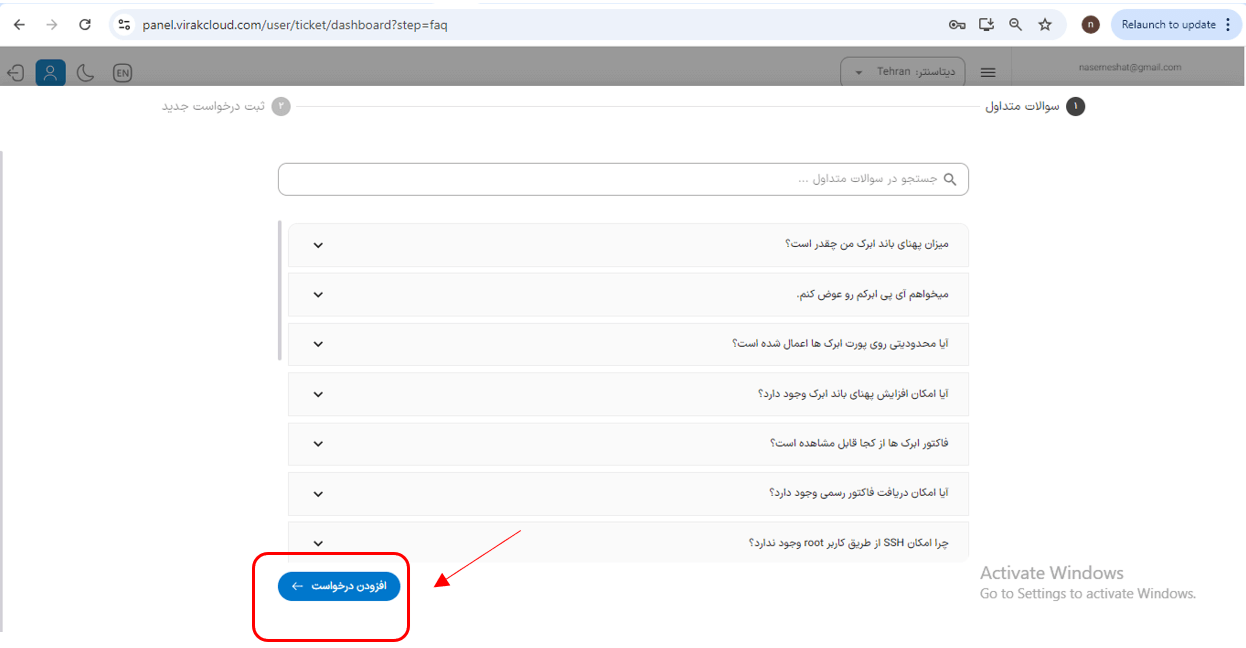 panel.virakcloud.com/user/ticket/dashboard?step=faq
n
Relaunch to update
nasemeshat@gmail.com
دیتاسنتر: Tehran
EN
۱ سوالات متداول
۲ ثبت درخواست جدید
جستجو در سوالات متداول ...
میزان پهنای باند ابرک من چقدر است؟
میخواهم آی پی ابرکم رو عوض کنم.
آیا محدودیتی روی پورت ابرک ها اعمال شده است؟
آیا امکان افزایش پهنای باند ابرک وجود دارد؟
فاکتور ابرک ها از کجا قابل مشاهده است؟
آیا امکان دریافت فاکتور رسمی وجود دارد؟
چرا امکان SSH از طریق کاربر root وجود ندارد؟
افزودن درخواست
Activate Windows
Go to Settings to activate Windows.